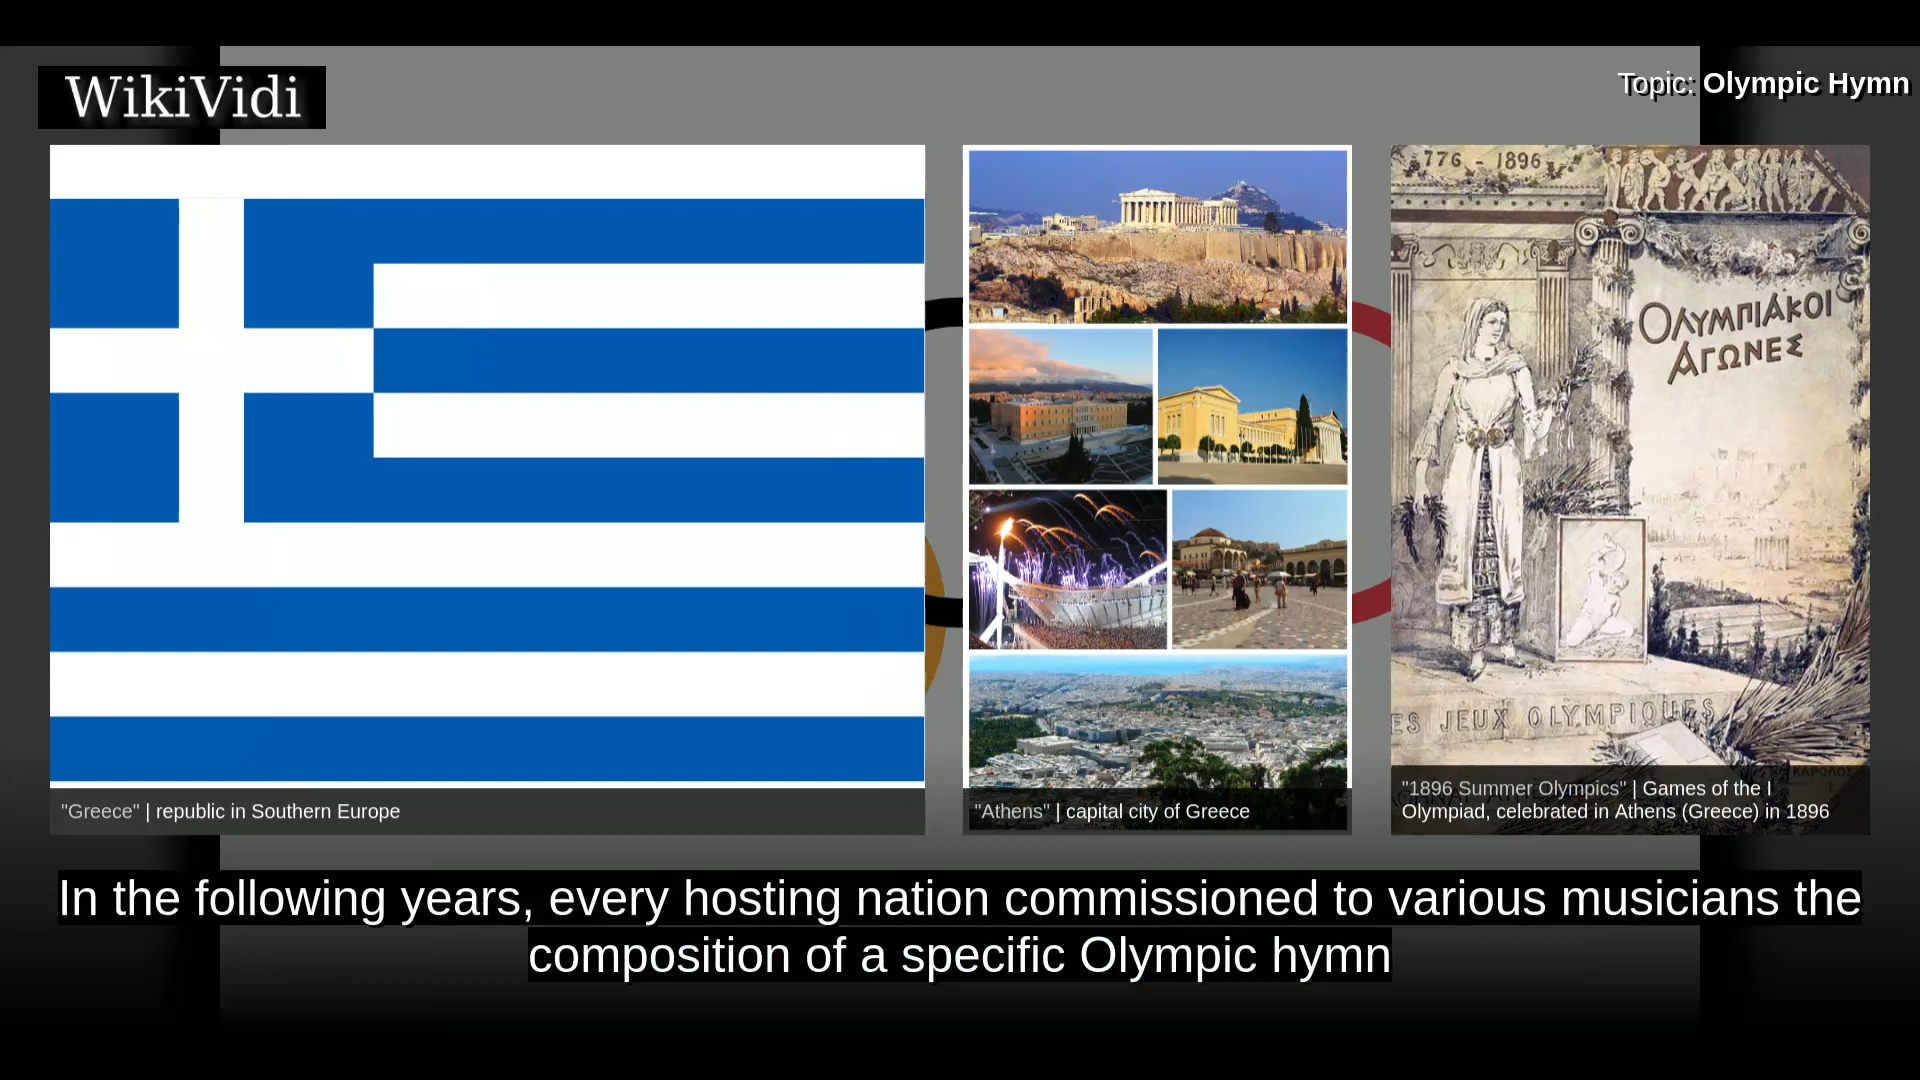 WikiVidi
Topic: Olympic Hymn
776 - 1896
ΟΛΥΜΠΙΑΚΟΙ
ΑΓΩΝΕΣ
ES JEUX OLYMPIQUES
"Greece" | republic in Southern Europe
"Athens" | capital city of Greece
"1896 Summer Olympics" | Games of the I
Olympiad, celebrated in Athens (Greece) in 1896
In the following years, every hosting nation commissioned to various musicians the
composition of a specific Olympic hymn